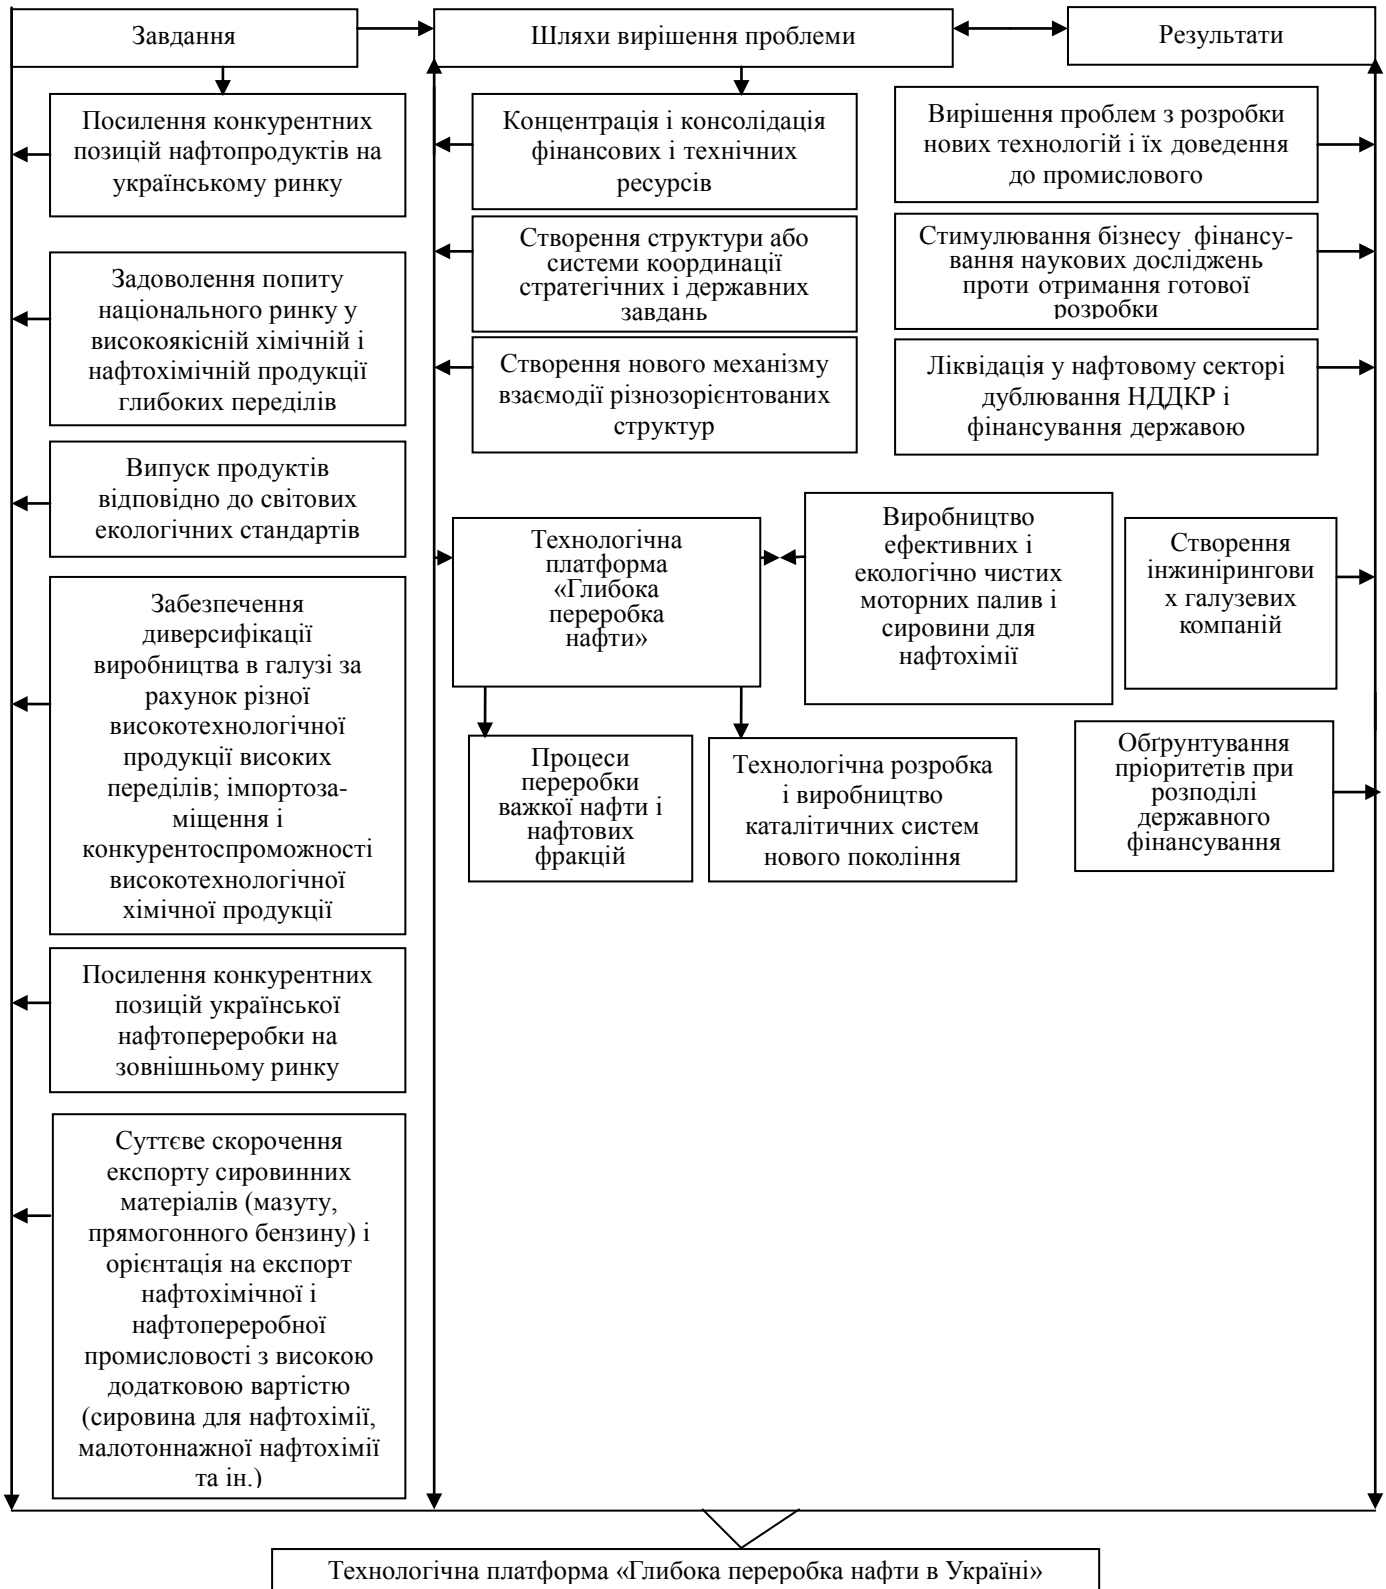 Завдання
Шляхи вирішення проблеми
Результати
Посилення конкурентних
позицій нафтопродуктів на
українському ринку
Задоволення попиту
національного ринку у
високоякісній хімічній і
нафтохімічній продукції
глибоких переділів
Випуск продуктів
відповідно до світових
екологічних стандартів
Забезпечення
диверсифікації
виробництва в галузі за
рахунок різної
високотехнологічної
продукції високих
переділів; імпортоза-
міщення і
конкурентоспроможності
високотехнологічної
хімічної продукції
Посилення конкурентних
позицій української
нафтопереробки на
зовнішньому ринку
Суттєве скорочення
експорту сировинних
матеріалів (мазуту,
прямогонного бензину) і
орієнтація на експорт
нафтохімічної і
нафтопереробної
промисловості з високою
додатковою вартістю
(сировина для нафтохімії,
малотоннажної нафтохімії
та ін.)
Концентрація і консолідація
фінансових і технічних
ресурсів
Створення структури або
системи координації
стратегічних і державних
завдань
Створення нового механізму
взаємодії різнозорієнтованих
структур
Вирішення проблем з розробки
нових технологій і їх доведення
до промислового
Стимулювання бізнесу фінансу-
вання наукових досліджень
проти отримання готової
розробки
Ліквідація у нафтовому секторі
дублювання НДДКР і
фінансування державою
Технологічна
платформа
«Глибока
переробка
нафти»
Виробництво
ефективних і
екологічно чистих
моторних палив і
сировини для
нафтохімії
Створення
інжинірингови
х галузевих
компаній
Процеси
переробки
важкої нафти і
нафтових
фракцій
Технологічна розробка
і виробництво
каталітичних систем
нового покоління
Обґрунтування
пріоритетів при
розподілі
державного
фінансування
Технологічна платформа «Глибока переробка нафти в Україні»